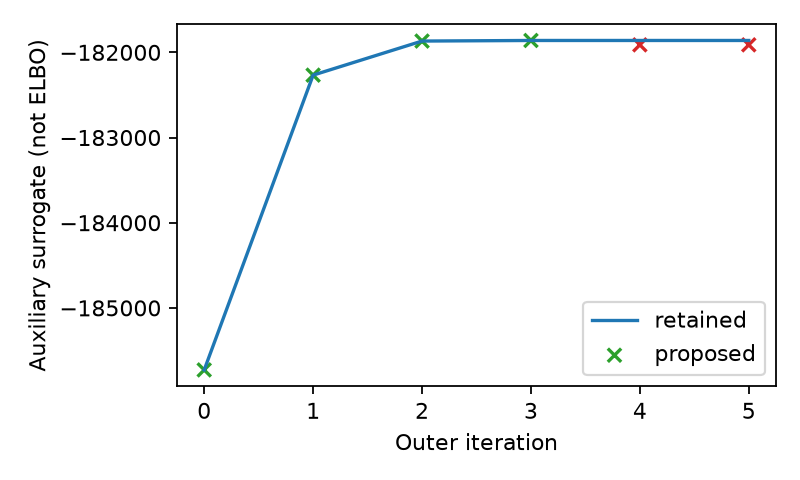 Auxiliary surrogate (not ELBO)
−182000
−183000
−184000
−185000
retained
proposed
0 1 2 3 4 5
Outer iteration